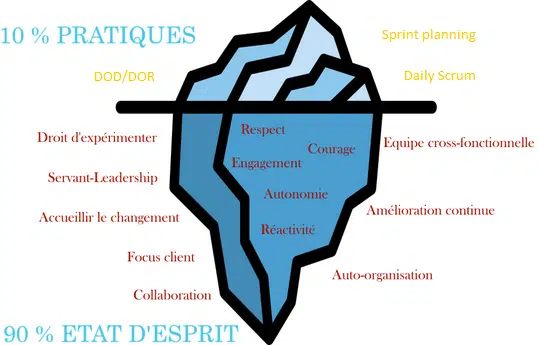 10 % PRATIQUES
Sprint planning
DOD/DOR
Daily Scrum
Respect
Droit d'expérimenter
Courage
Equipe cross-fonctionnelle
Engagement
Servant-Leadership
Autonomie
Accueillir le changement
Amélioration continue
Réactivité
Focus client
Auto-organisation
Collaboration
90 % ETAT D'ESPRIT